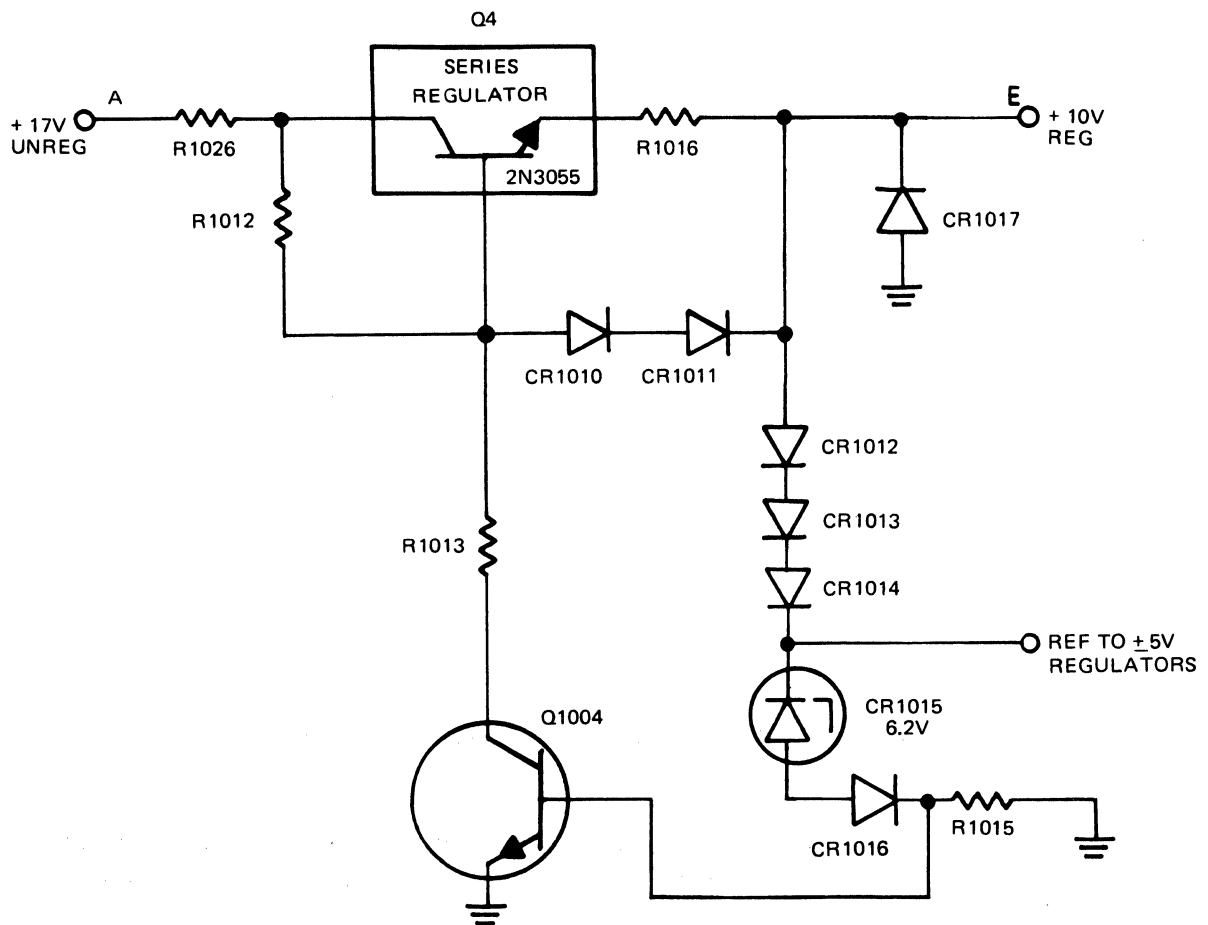 Q4
SERIES
REGULATOR
2N3055
A
+ 17V
UNREG
R1026
R1016
E
+ 10V
REG
R1012
CR1017
CR1010
CR1011
CR1012
CR1013
R1013
CR1014
REF TO ±5V
REGULATORS
CR1015
6.2V
Q1004
CR1016
R1015